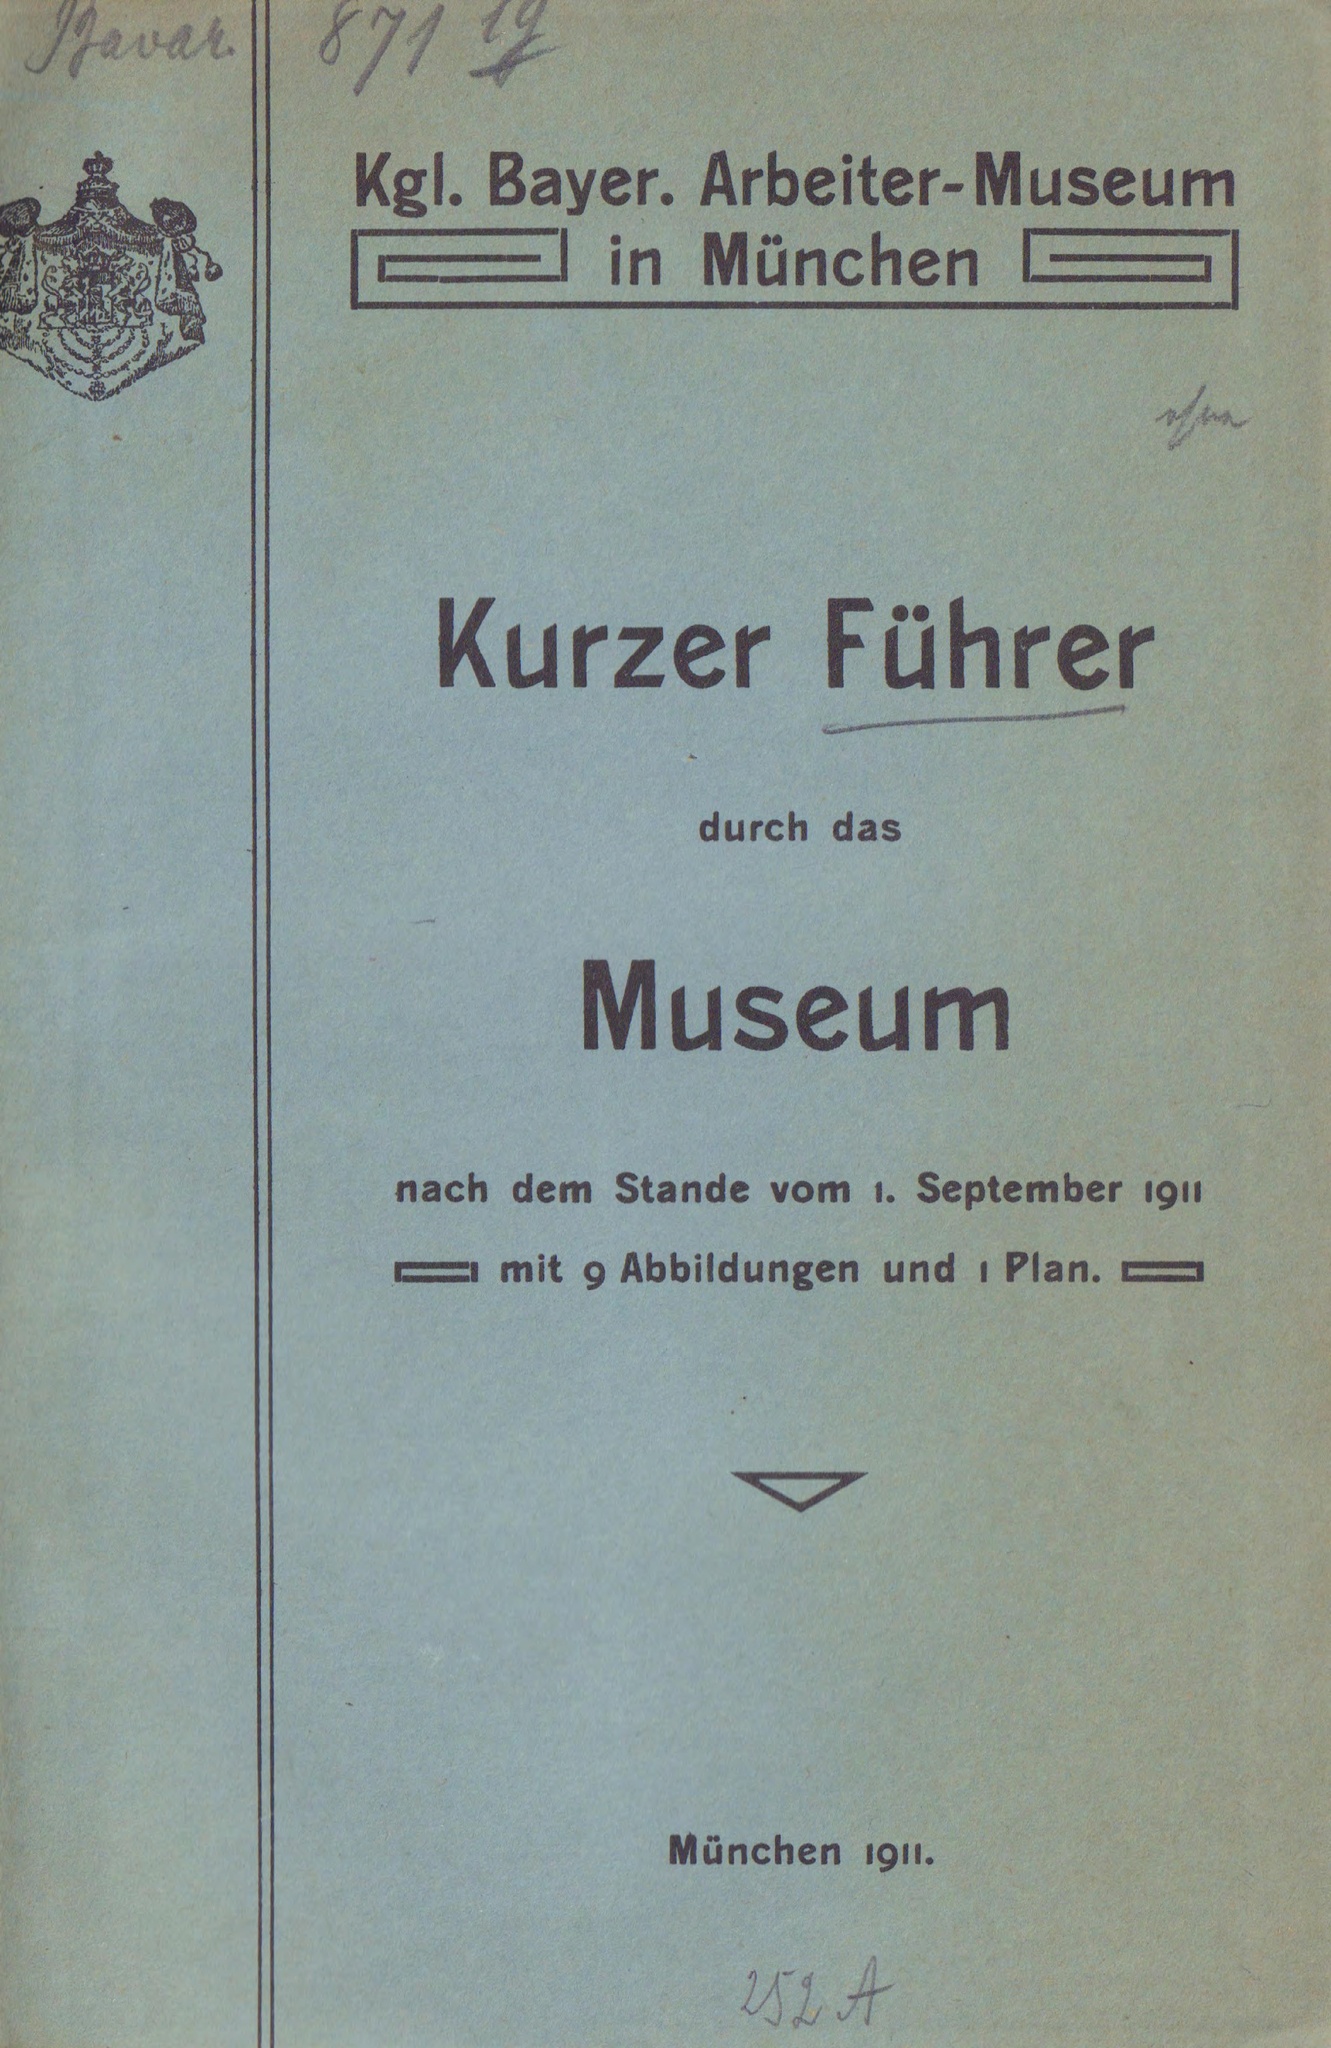 Bavar. 871 19
Kgl. Bayer. Arbeiter-Museum
in München
Kurzer Führer
durch das
Museum
nach dem Stande vom 1. September 1911
mit 9 Abbildungen und 1 Plan.
München 1911.
252 A